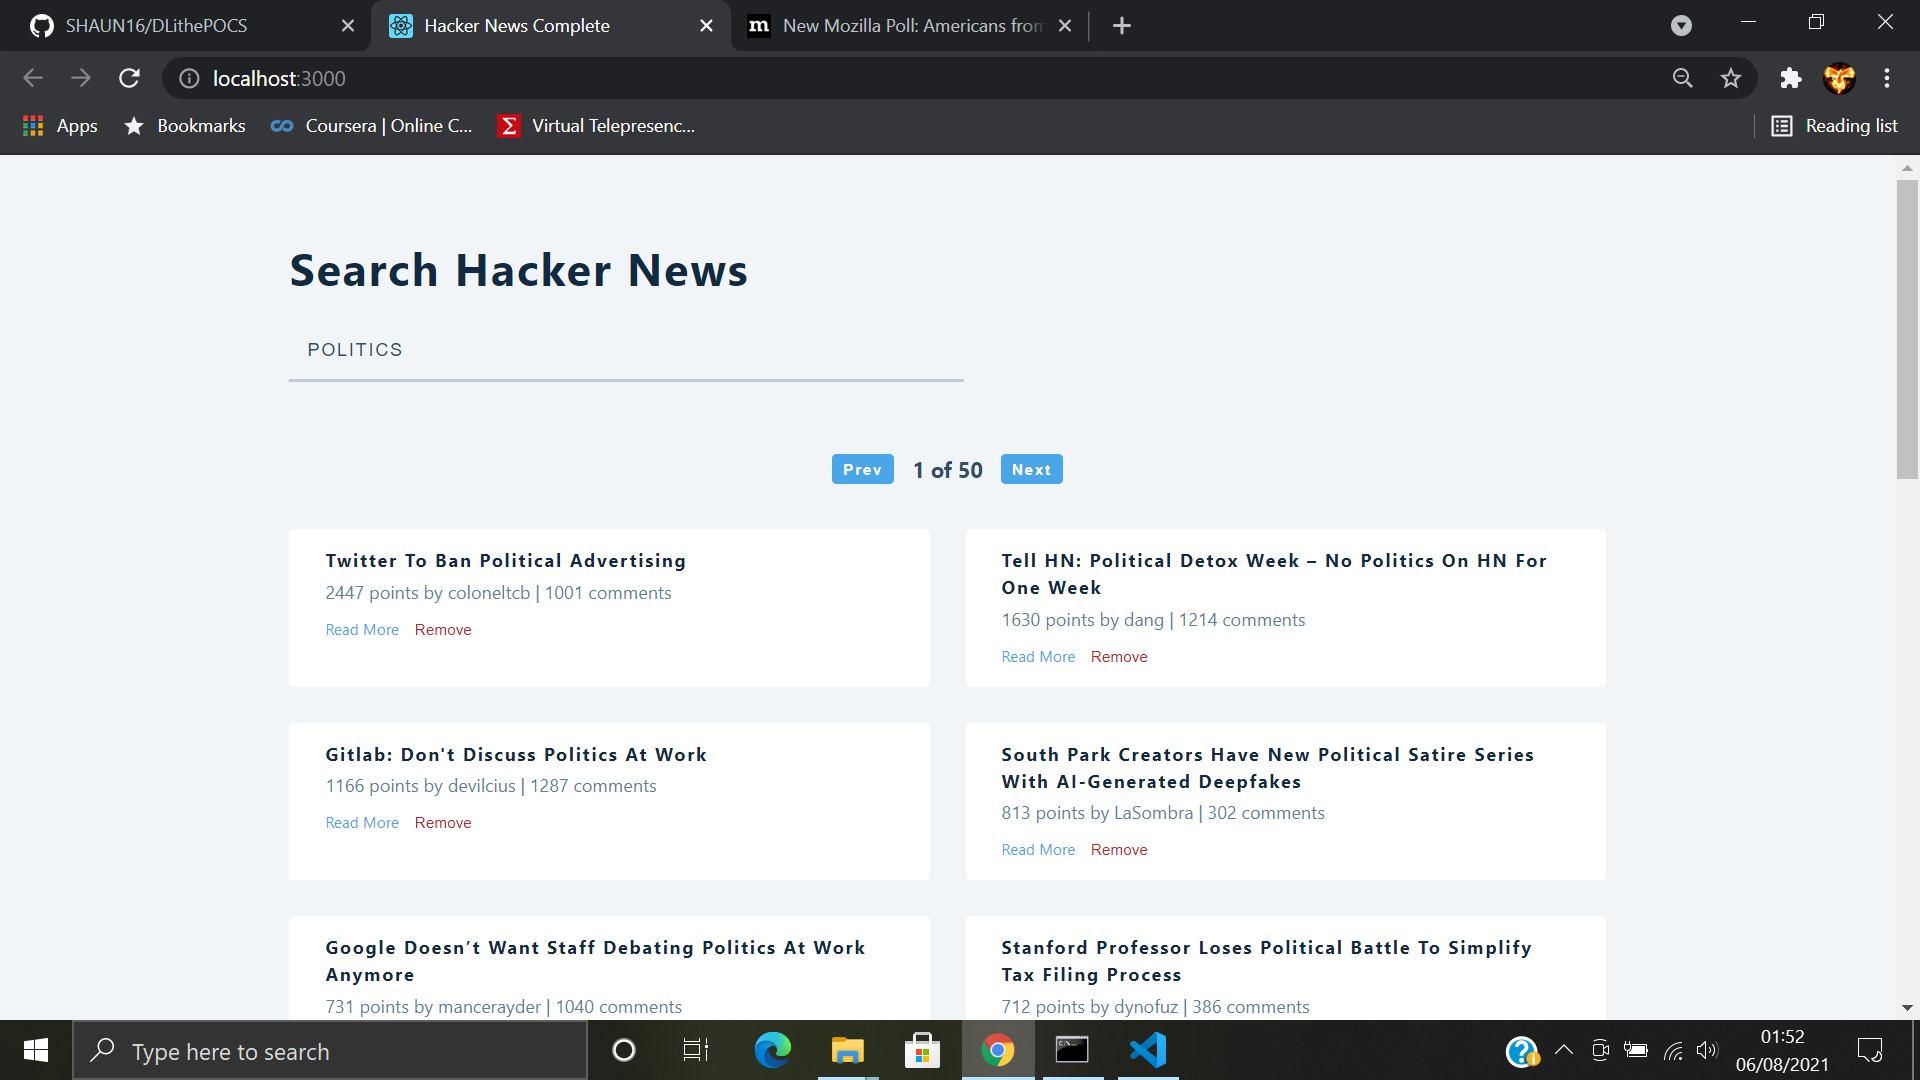 SHAUN16/DLithePOCS
Hacker News Complete
m New Mozilla Poll: Americans from
localhost:3000
Apps
Bookmarks
Coursera | Online C...
Σ Virtual Telepresenc...
Reading list
Search Hacker News
POLITICS
Prev 1 of 50 Next
Twitter To Ban Political Advertising
2447 points by coloneltcb | 1001 comments
Read More Remove
Tell HN: Political Detox Week – No Politics On HN For
One Week
1630 points by dang | 1214 comments
Read More Remove
Gitlab: Don't Discuss Politics At Work
1166 points by devilcius | 1287 comments
Read More Remove
South Park Creators Have New Political Satire Series
With AI-Generated Deepfakes
813 points by LaSombra | 302 comments
Read More Remove
Google Doesn’t Want Staff Debating Politics At Work
Anymore
731 points by mancerayder | 1040 comments
Stanford Professor Loses Political Battle To Simplify
Tax Filing Process
712 points by dynofuz | 386 comments
Type here to search
01:52
06/08/2021